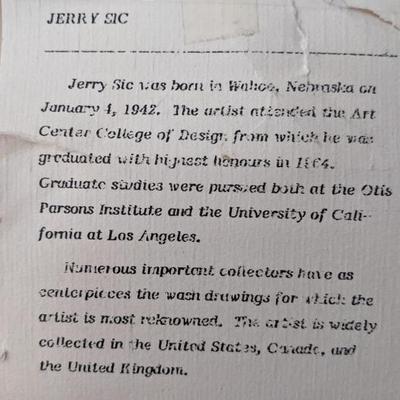 JERRY SIC
Jerry Sic was born in Wahoo, Nebraska on
January 4, 1942. The artist attended the Art
Center College of Design from which he was
graduated with highest honours in 1964.
Graduate studies were pursued both at the Otis
Parsons Institute and the University of Cali-
fornia at Los Angeles.
Numerous important collectors have as
centerpieces the wash drawings for which the
artist is most reknowned. The artist is widely
collected in the United States, Canada, and
the United Kingdom.